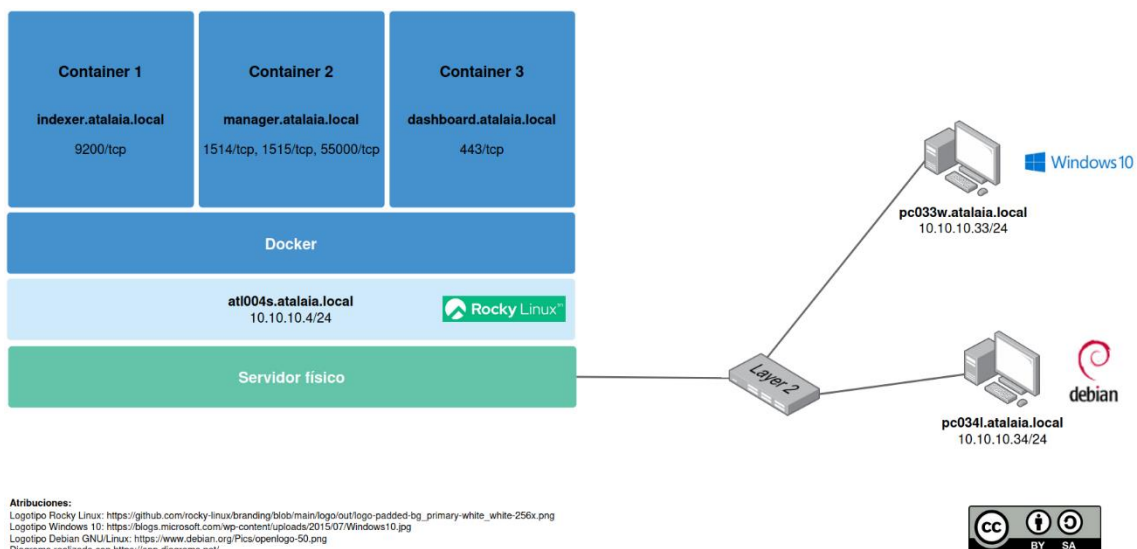 Container 1
indexer.atalaia.local
9200/tcp
Container 2
manager.atalaia.local
1514/tcp, 1515/tcp, 55000/tcp
Container 3
dashboard.atalaia.local
443/tcp
Docker
atl004s.atalaia.local
10.10.10.4/24
Rocky Linux
Servidor físico
Layer 2
Windows 10
pc033w.atalaia.local
10.10.10.33/24
debian
pc034l.atalaia.local
10.10.10.34/24
Atribuciones:
Logotipo Rocky Linux: https://github.com/rocky-linux/branding/blob/main/logo/out/logo-padded-bg_primary-white_white-256x.png
Logotipo Windows 10: https://blogs.microsoft.com/wp-content/uploads/2015/07/Windows10.jpg
Logotipo Debian GNU/Linux: https://www.debian.org/Pics/openlogo-50.png
cc
BY SA